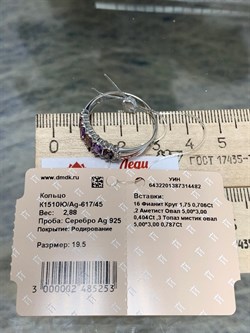 Леди
ГОСТ 17435-
www.dmdk.ru
Кольцо
К1510Ю/Ag-617/45
Вес: 2,88
Проба: Серебро Ag 925
Покрытие: Родирование
Размер: 19.5
3 000002 485253
УИН
6432201387314482
Вставки:
16 Фианит Круг 1,75 0,706Ct
,2 Аметист Овал 5,00*3,00
0,404Ct ,3 Топаз мистик овал
5,00*3,00 0,787Ct